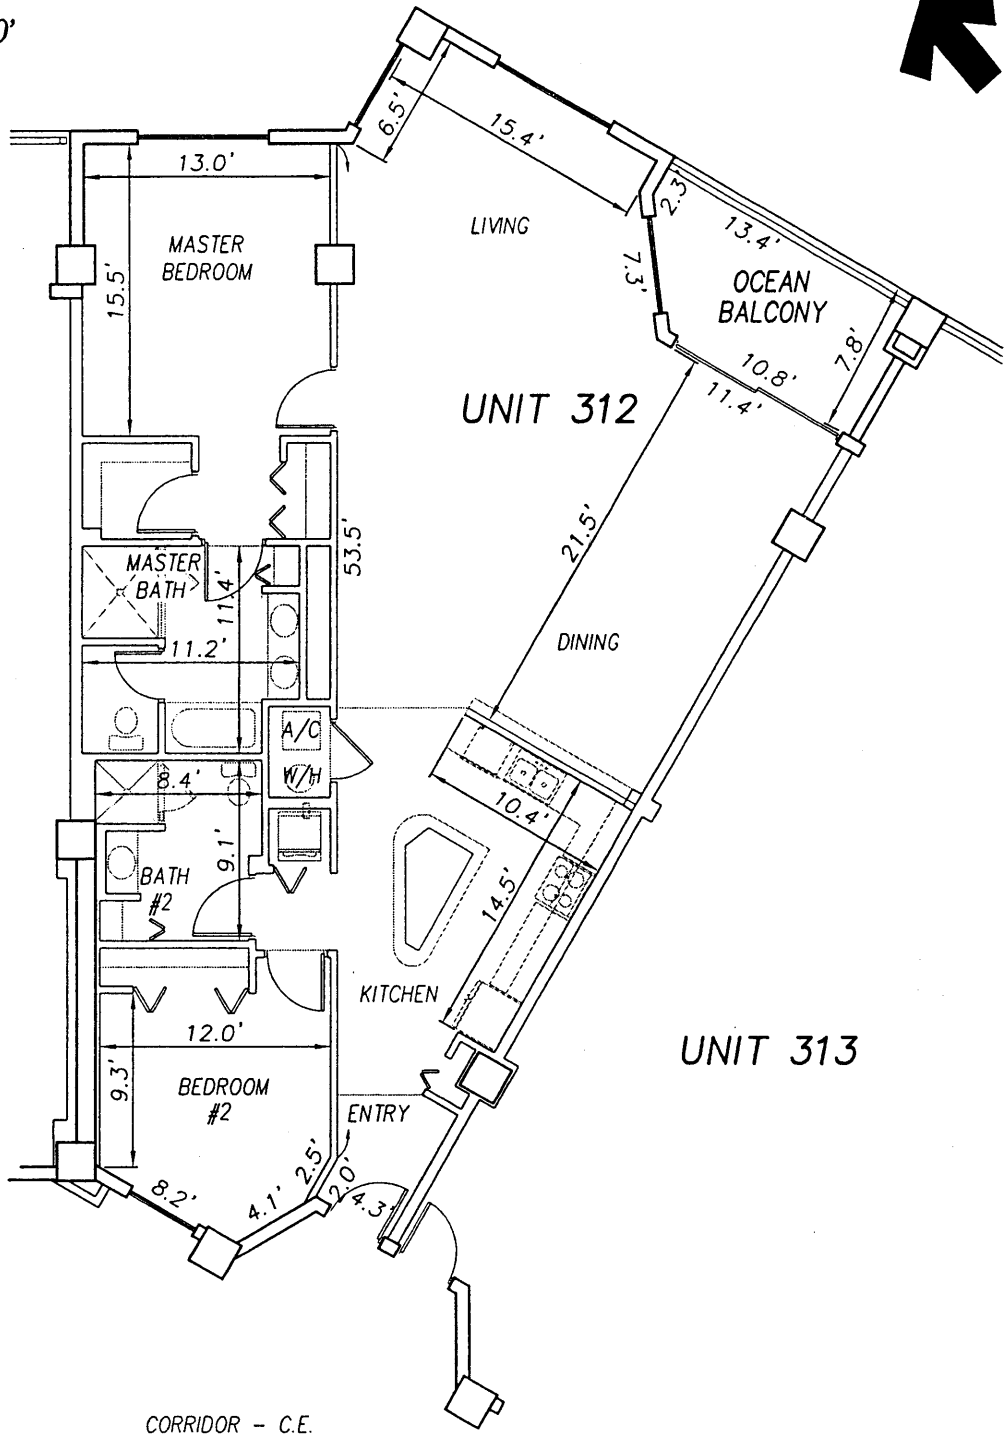 0'
6.5'
15.4'
13.0'
2.3
13.4'
LIVING
MASTER
BEDROOM
15.5'
7.3'
OCEAN
BALCONY
7.8'
10.8'
11.4'
UNIT 312
21.5'
53.5'
MASTER
BATH
11.4'
11.2'
DINING
A/C
W/H
8.4'
10.4'
9.1'
BATH
#2
14.5'
KITCHEN
12.0'
9.3'
BEDROOM
#2
UNIT 313
ENTRY
2.5'
2.0'
8.2'
4.1'
4.3'
CORRIDOR - C.E.